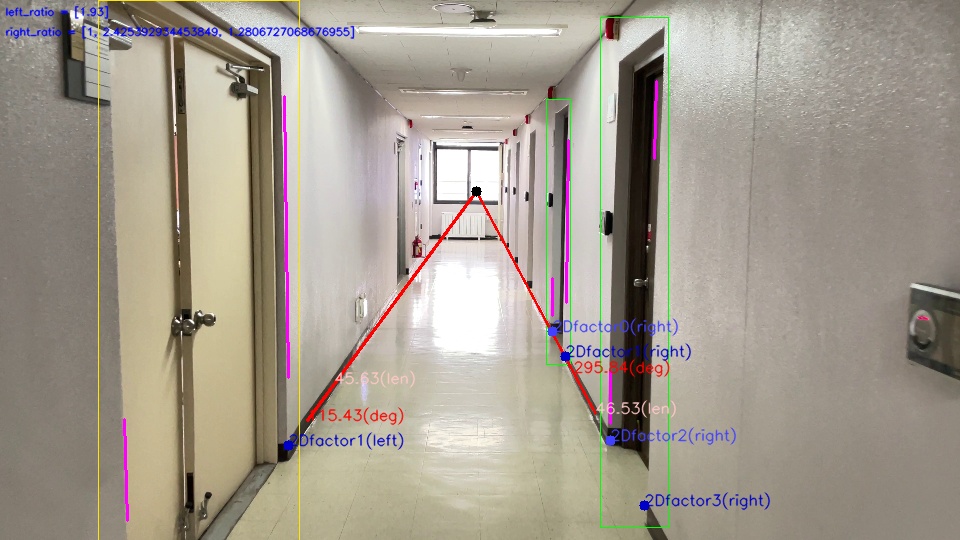 left_ratio = [1.93]
right_ratio = [1, 2.425392934453849, 1.2806727068676955]
2Dfactor0(right)
2Dfactor1(right)
295.84(deg)
45.63(len)
46.53(len)
15.43(deg)
2Dfactor1(left)
2Dfactor2(right)
2Dfactor3(right)